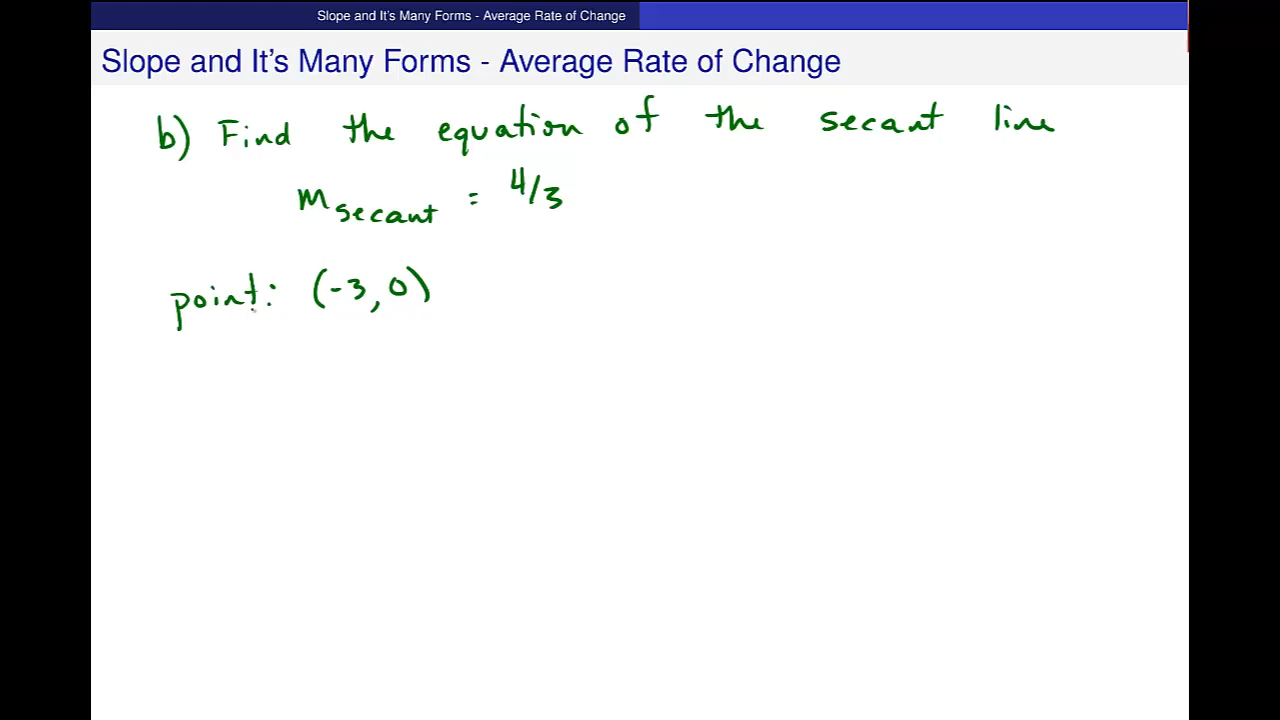 Slope and It's Many Forms - Average Rate of Change
Slope and It's Many Forms - Average Rate of Change
b) Find the equation of the secant line
m secant = 4/3
point: (-3, 0)